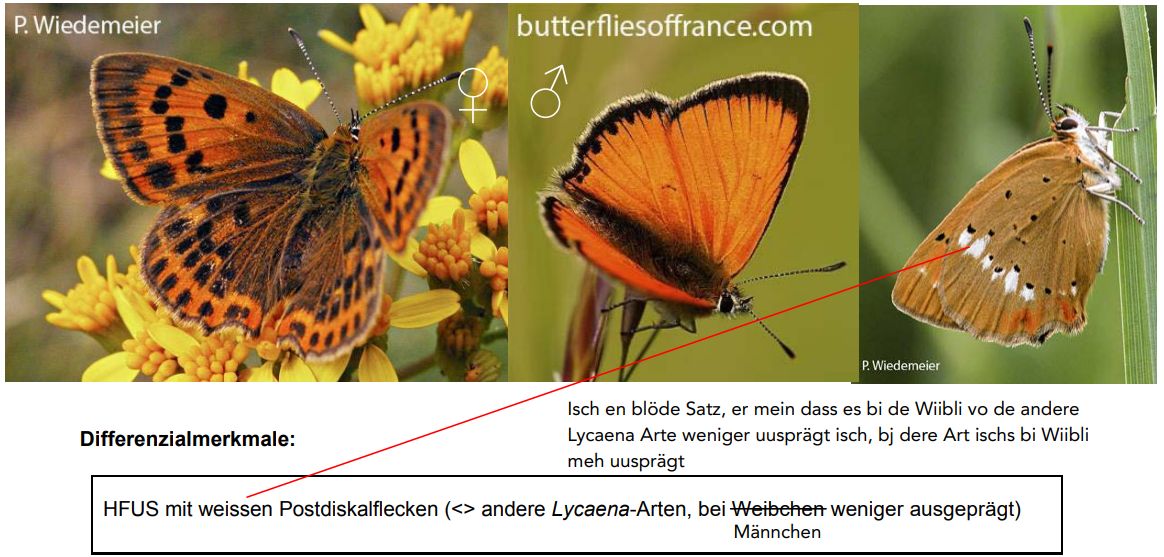 P. Wiedemeier
♀
♂
butterfliesoffrance.com
P. Wiedemeier
Isch en blöde Satz, er mein dass es bi de Wiibli vo de andere
Lycaena Arte weniger uusprägt isch, bj dere Art ischs bi Wiibli
meh uusprägt
Differenzialmerkmale:
HFUS mit weissen Postdiskalflecken (<> andere Lycaena-Arten, bei Weibchen weniger ausgeprägt)
Männchen